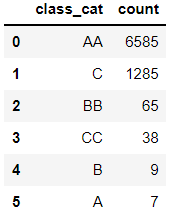 class_cat count
0 AA 6585
1 C 1285
2 BB 65
3 CC 38
4 B 9
5 A 7